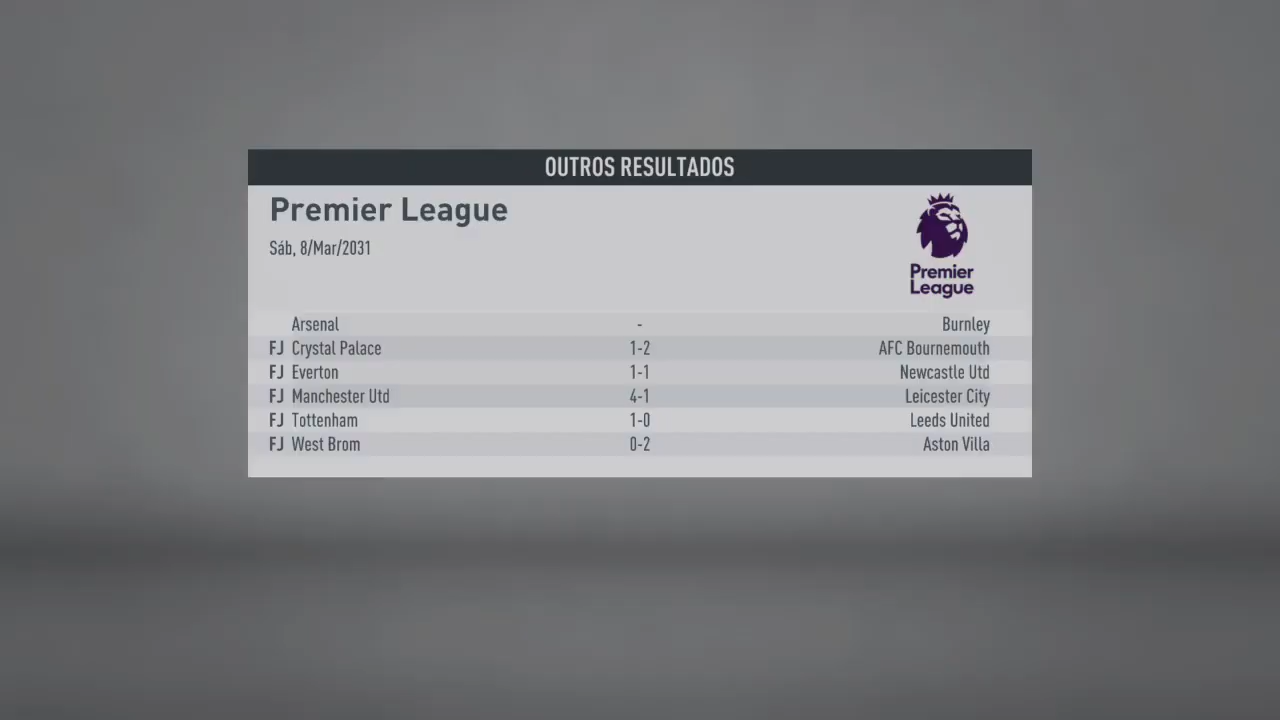 OUTROS RESULTADOS
Premier League
Sáb, 8/Mar/2031
Premier
League
Arsenal - Burnley
FJ Crystal Palace 1-2 AFC Bournemouth
FJ Everton 1-1 Newcastle Utd
FJ Manchester Utd 4-1 Leicester City
FJ Tottenham 1-0 Leeds United
FJ West Brom 0-2 Aston Villa